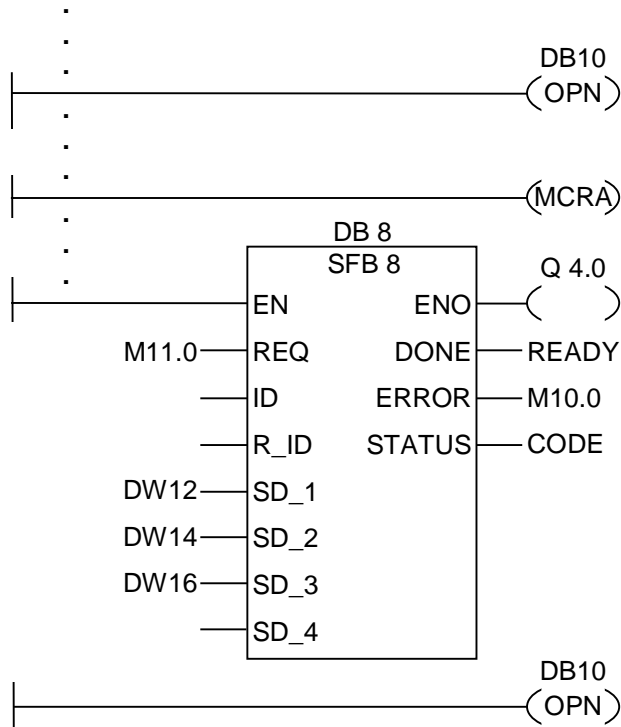 DB10
OPN
MCRA
DB 8
SFB 8
Q 4.0
EN ENO
M11.0 REQ DONE READY
ID ERROR M10.0
R_ID STATUS CODE
DW12 SD_1
DW14 SD_2
DW16 SD_3
SD_4
DB10
OPN